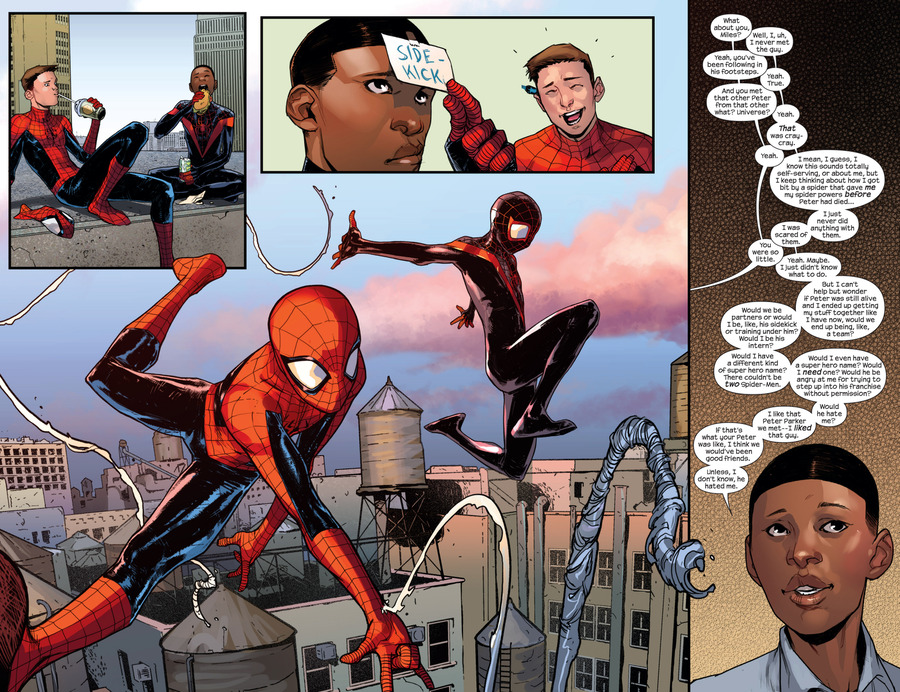 SIDE-
KICK
What
about you,
Miles?
Well, I, uh,
I never met
the guy.
Yeah, you've
been following in
his footsteps.
Yeah.
True.
And you met
that other Peter
from that other
what? Universe?
Yeah.
That
was cray-
cray.
Yeah.
I mean, I guess, I
know this sounds totally
self-serving, or about me, but
I keep thinking about how I got
bit by a spider that gave me
my spider powers before
Peter had died...
I just
never did
anything with
them.
I was
scared of
them.
You
were so
little.
Yeah. Maybe.
I just didn't know
what to do.
But I can't
help but wonder
if Peter was still alive
and I ended up getting
my stuff together like
I have now, would we
end up being, like,
a team?
Would we be
partners or would
I be, like, his sidekick
or training under him?
Would I be his
intern?
Would I have
a different kind
of super hero name?
There couldn't be
two Spider-Men.
Would I even have
a super hero name? Would
I need one? Would he be
angry at me for trying to
step up into his franchise
without permission?
Would
he hate
me?
I like that
Peter Parker
we met--I liked
that guy.
If that's
what your Peter
was like, I think we
would've been
good friends.
Unless, I
don't know, he
hated me.